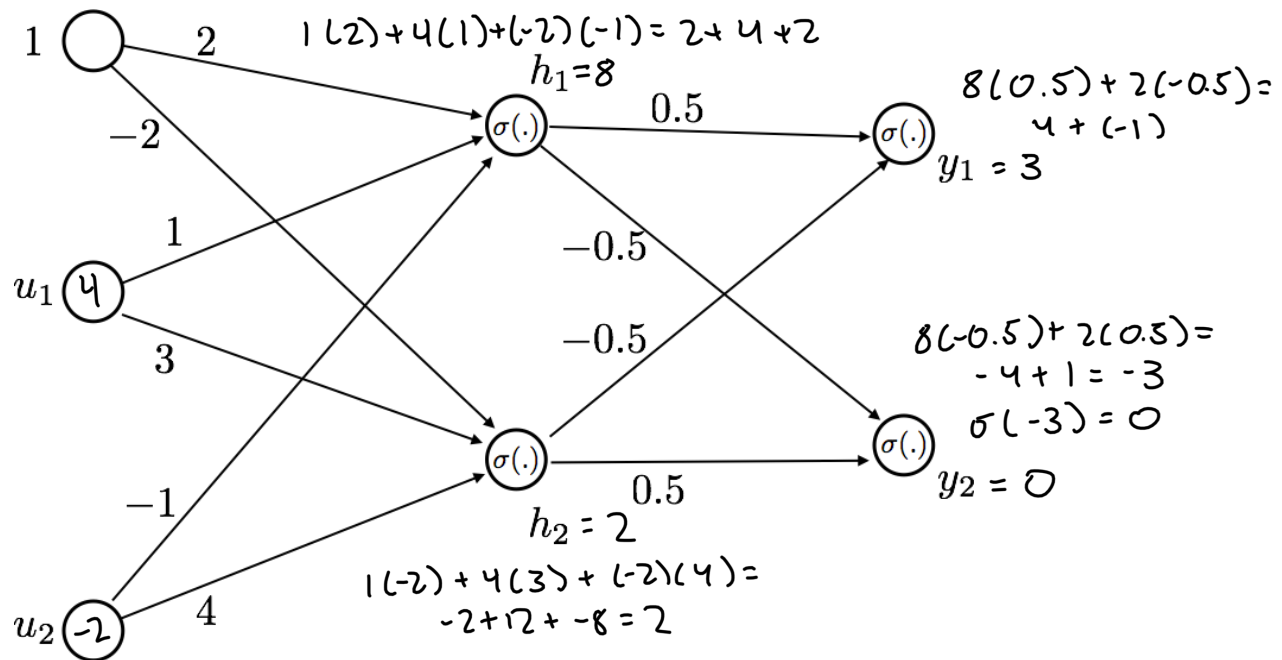 1
2
1(2)+4(1)+(-2)(-1)= 2+4+2
h₁=8
σ(.)
0.5
σ(.)
8(0.5)+2(-0.5)=
4+(-1)
y₁ = 3
−2
1
−0.5
u₁
4
3
−0.5
8(-0.5)+2(0.5)=
-4+1=-3
σ(-3)=0
σ(.)
0.5
σ(.)
y₂ = 0
−1
h₂ = 2
1(-2)+4(3)+(-2)(4)=
-2+12+-8=2
u₂
-2
4